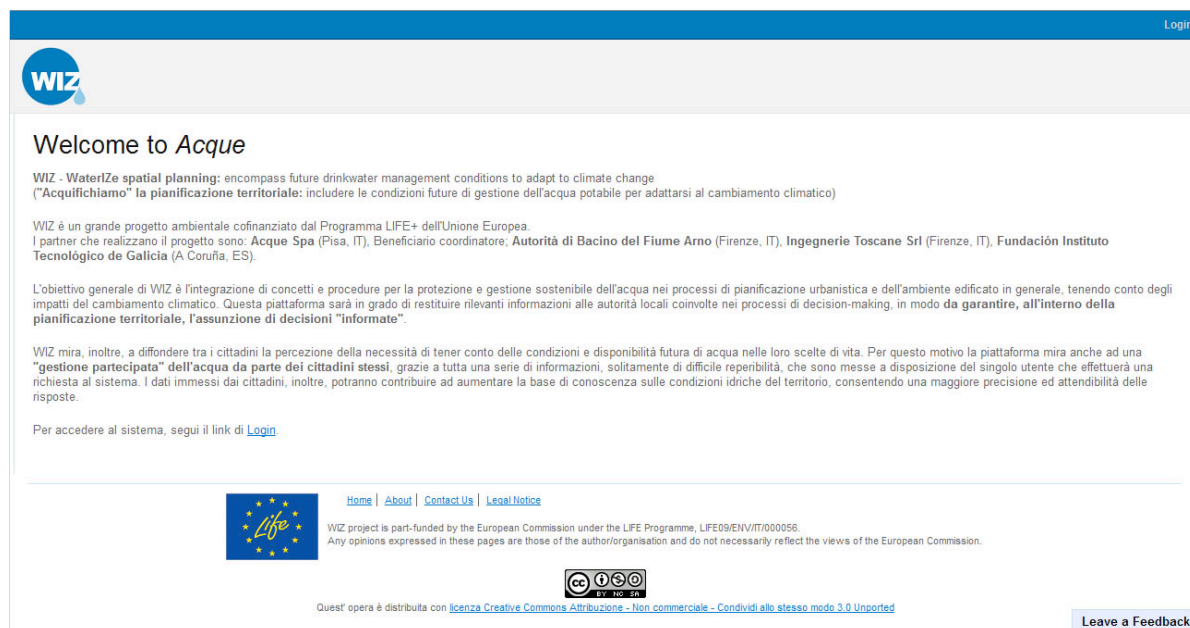 Login
WIZ
Welcome to Acque
WIZ - WaterIZe spatial planning: encompass future drinkwater management conditions to adapt to climate change
("Acquifichiamo" la pianificazione territoriale: includere le condizioni future di gestione dell'acqua potabile per adattarsi al cambiamento climatico)
WIZ è un grande progetto ambientale cofinanziato dal Programma LIFE+ dell'Unione Europea.
I partner che realizzano il progetto sono: Acque Spa (Pisa, IT), Beneficiario coordinatore; Autorità di Bacino del Fiume Arno (Firenze, IT), Ingegnerie Toscane Srl (Firenze, IT), Fundación Instituto
Tecnológico de Galicia (A Coruña, ES).
L'obiettivo generale di WIZ è l'integrazione di concetti e procedure per la protezione e gestione sostenibile dell'acqua nei processi di pianificazione urbanistica e dell'ambiente edificato in generale, tenendo conto degli
impatti del cambiamento climatico. Questa piattaforma sarà in grado di restituire rilevanti informazioni alle autorità locali coinvolte nei processi di decision-making, in modo da garantire, all'interno della
pianificazione territoriale, l'assunzione di decisioni "informate".
WIZ mira, inoltre, a diffondere tra i cittadini la percezione della necessità di tener conto delle condizioni e disponibilità futura di acqua nelle loro scelte di vita. Per questo motivo la piattaforma mira anche ad una
"gestione partecipata" dell'acqua da parte dei cittadini stessi, grazie a tutta una serie di informazioni, solitamente di difficile reperibilità, che sono messe a disposizione del singolo utente che effettuerà una
richiesta al sistema. I dati immessi dai cittadini, inoltre, potranno contribuire ad aumentare la base di conoscenza sulle condizioni idriche del territorio, consentendo una maggiore precisione ed attendibilità delle
risposte.
Per accedere al sistema, segui il link di Login.
Life
Home | About | Contact Us | Legal Notice
WIZ project is part-funded by the European Commission under the LIFE Programme, LIFE09/ENV/IT/000056.
Any opinions expressed in these pages are those of the author/organisation and do not necessarily reflect the views of the European Commission.
cc
BY NC SA
Quest' opera è distribuita con licenza Creative Commons Attribuzione - Non commerciale - Condividi allo stesso modo 3.0 Unported
Leave a Feedback